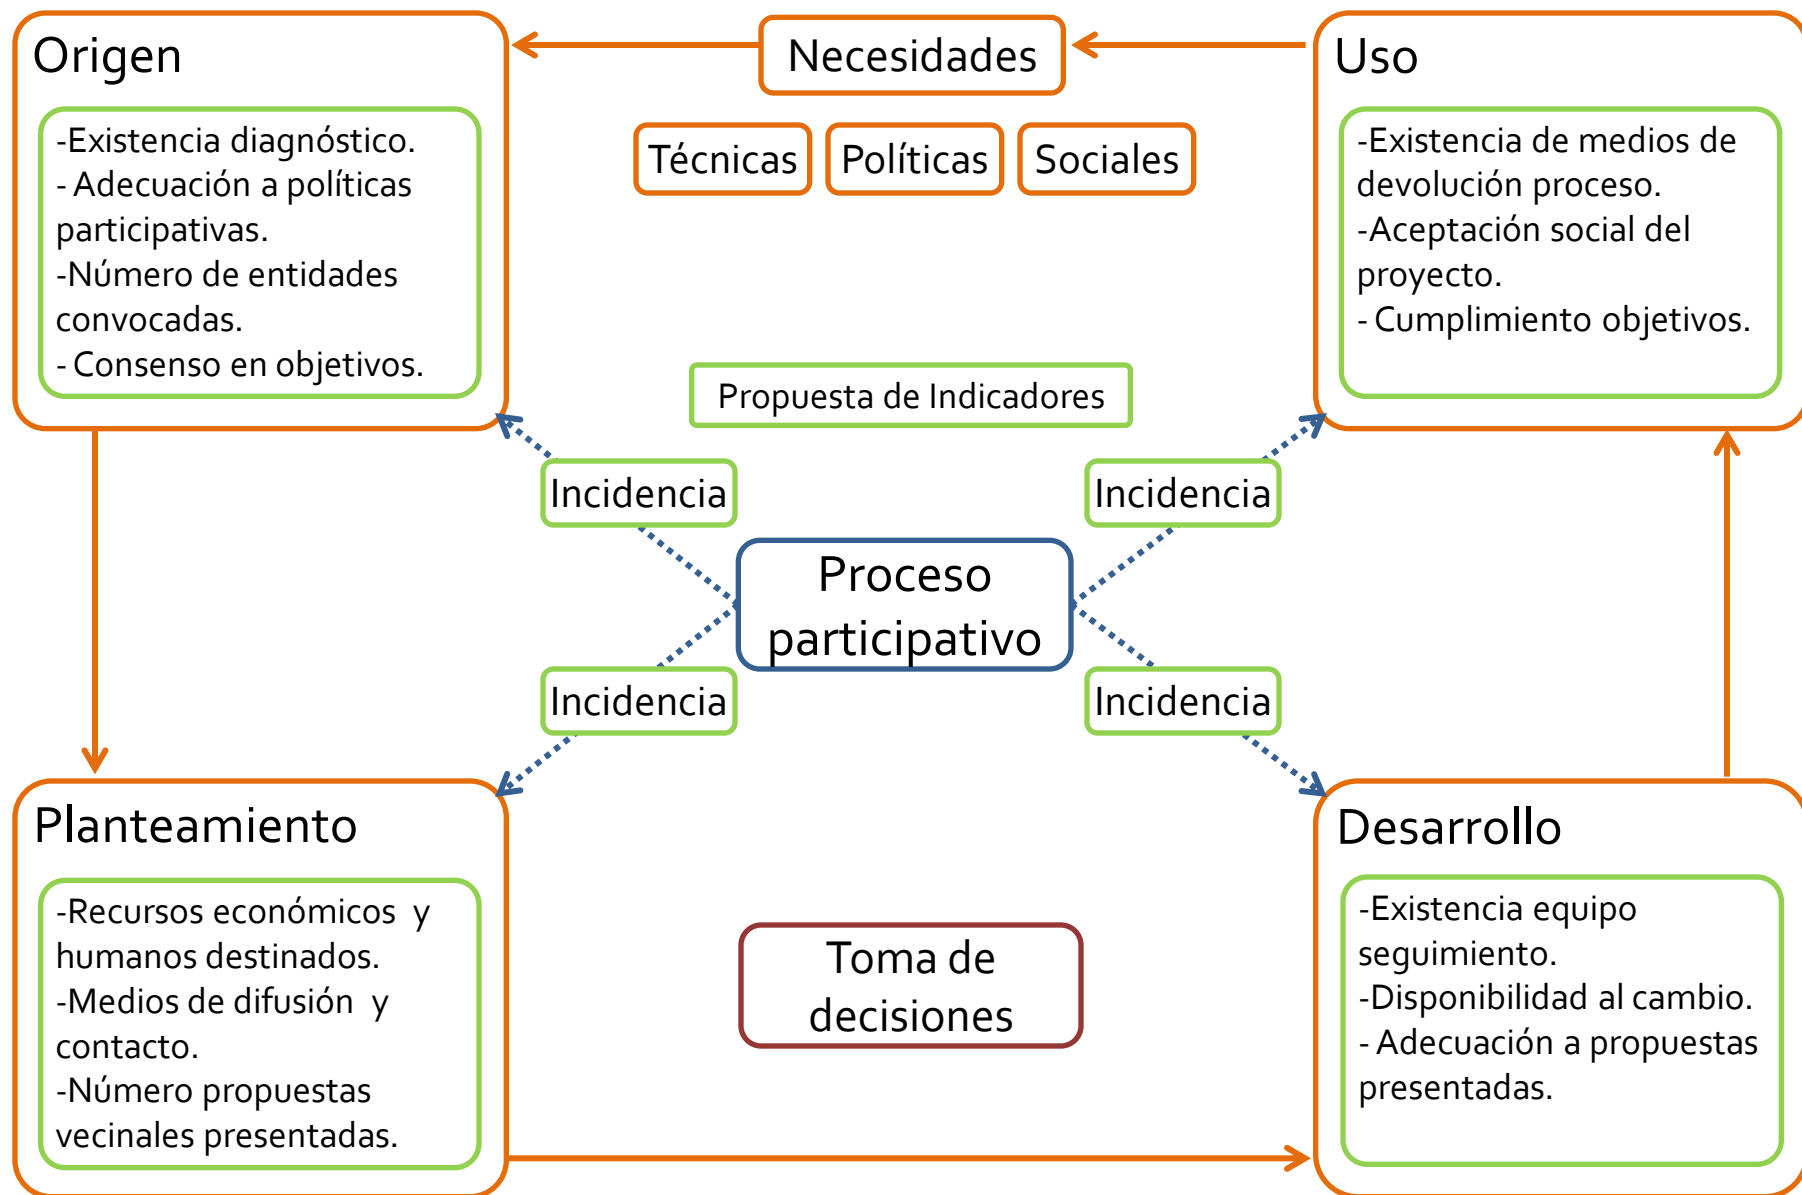 Origen
-Existencia diagnóstico.
- Adecuación a políticas
participativas.
-Número de entidades
convocadas.
- Consenso en objetivos.
Necesidades
Técnicas
Políticas
Sociales
Uso
-Existencia de medios de
devolución proceso.
-Aceptación social del
proyecto.
- Cumplimiento objetivos.
Propuesta de Indicadores
Incidencia
Incidencia
Proceso
participativo
Incidencia
Incidencia
Planteamiento
-Recursos económicos y
humanos destinados.
-Medios de difusión y
contacto.
-Número propuestas
vecinales presentadas.
Toma de
decisiones
Desarrollo
-Existencia equipo
seguimiento.
-Disponibilidad al cambio.
- Adecuación a propuestas
presentadas.